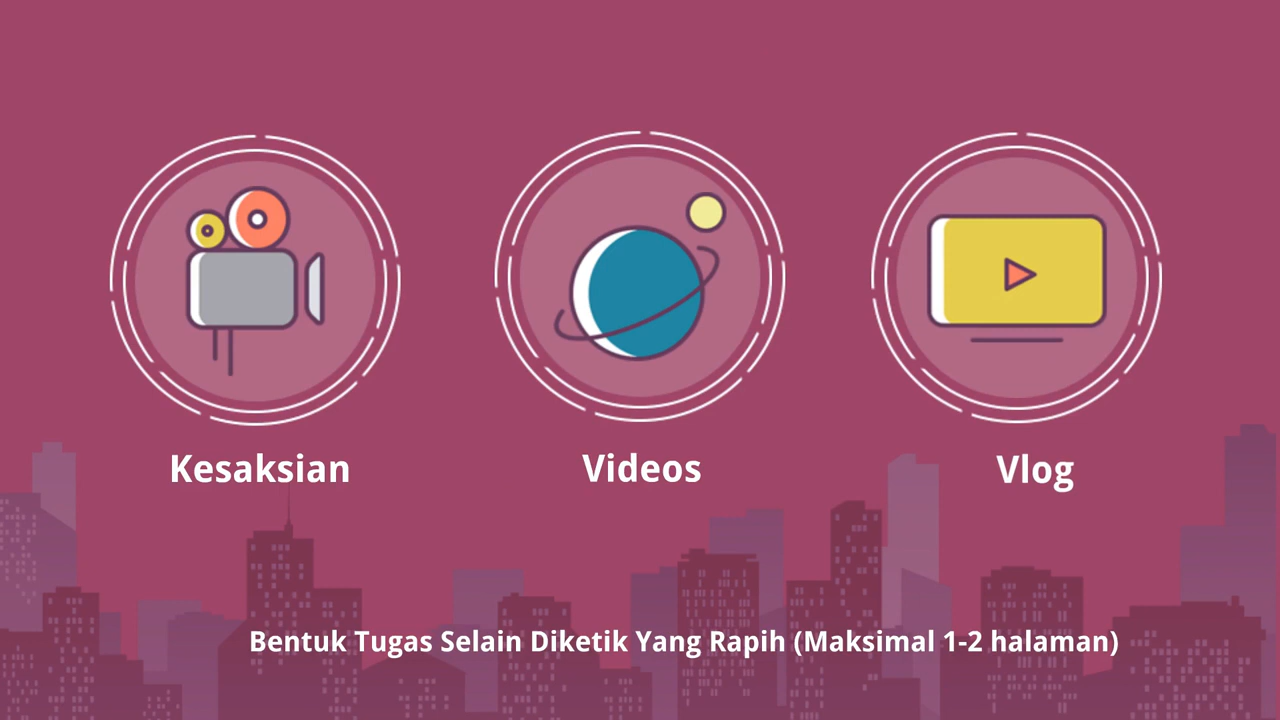 Kesaksian
Videos
Vlog
Bentuk Tugas Selain Diketik Yang Rapih (Maksimal 1-2 halaman)